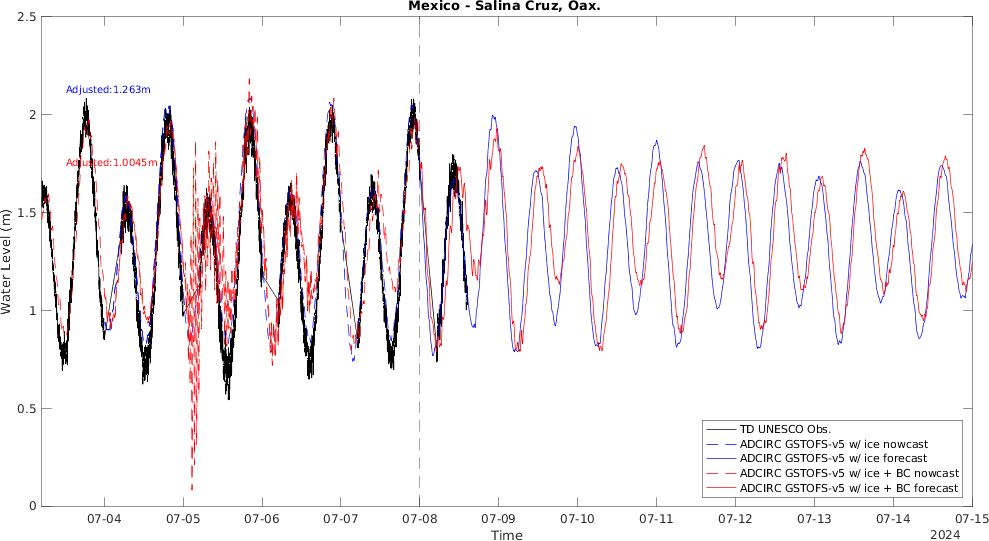 Mexico - Salina Cruz, Oax.
2.5
2
1.5
1
0.5
0
Water Level (m)
Adjusted:1.263m
Adjusted:1.0045m
TD UNESCO Obs.
ADCIRC GSTOFS-v5 w/ ice nowcast
ADCIRC GSTOFS-v5 w/ ice forecast
ADCIRC GSTOFS-v5 w/ ice + BC nowcast
ADCIRC GSTOFS-v5 w/ ice + BC forecast
07-04 07-05 07-06 07-07 07-08 07-09 07-10 07-11 07-12 07-13 07-14 07-15
Time
2024